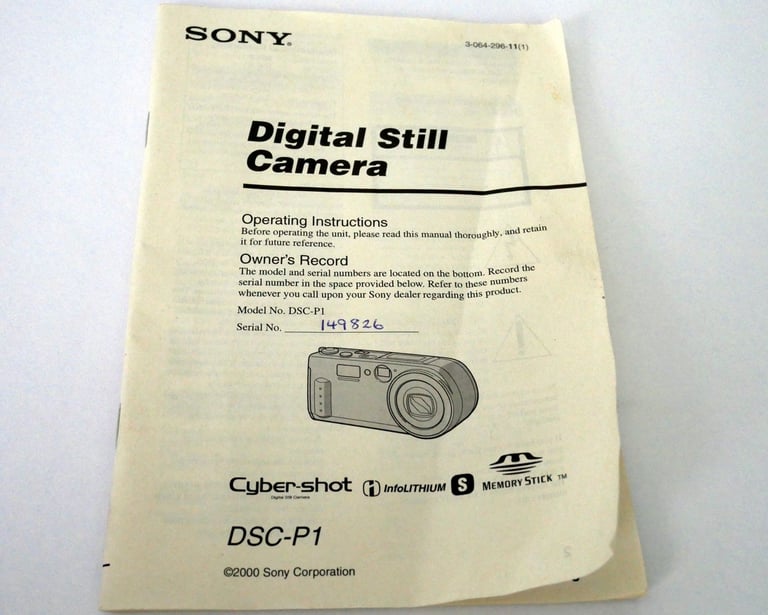 SONY®
3-064-296-11(1)
Digital Still
Camera
Operating Instructions
Before operating the unit, please read this manual thoroughly, and retain
it for future reference.
Owner's Record
The model and serial numbers are located on the bottom. Record the
serial number in the space provided below. Refer to these numbers
whenever you call upon your Sony dealer regarding this product.
Model No. DSC-P1
Serial No. 149826
Cyber-shot
Digital Still Camera
InfoLITHIUM S
MEMORY STICK TM
DSC-P1
©2000 Sony Corporation